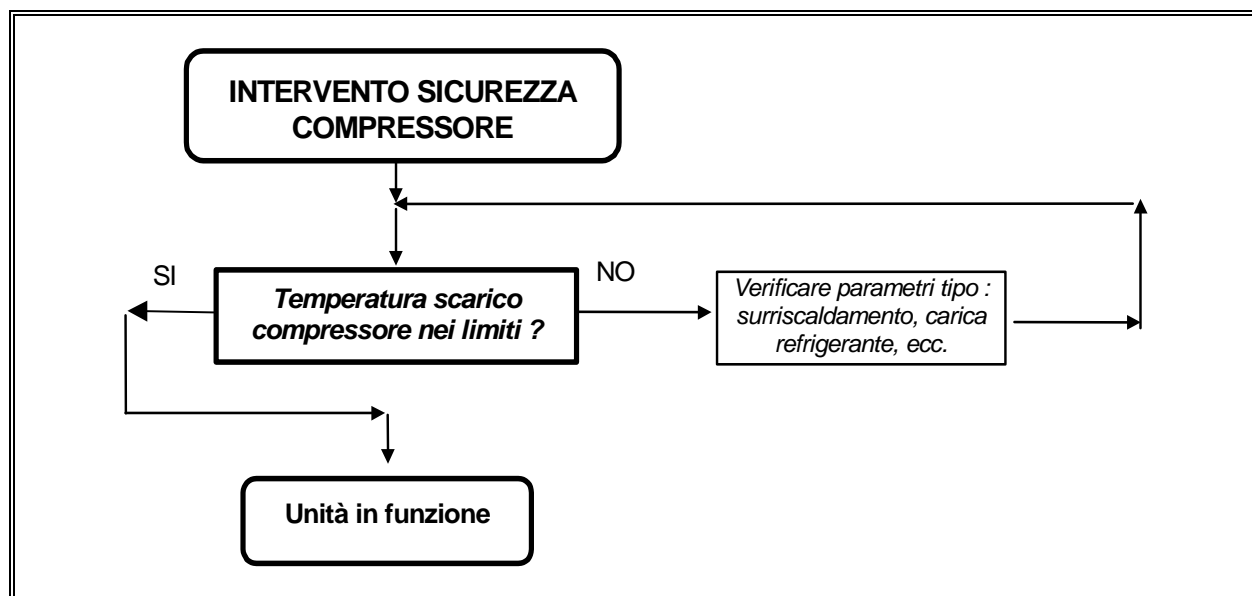 INTERVENTO SICUREZZA
COMPRESSORE
SI
NO
Temperatura scarico
compressore nei limiti ?
Verificare parametri tipo :
surriscaldamento, carica
refrigerante, ecc.
Unità in funzione